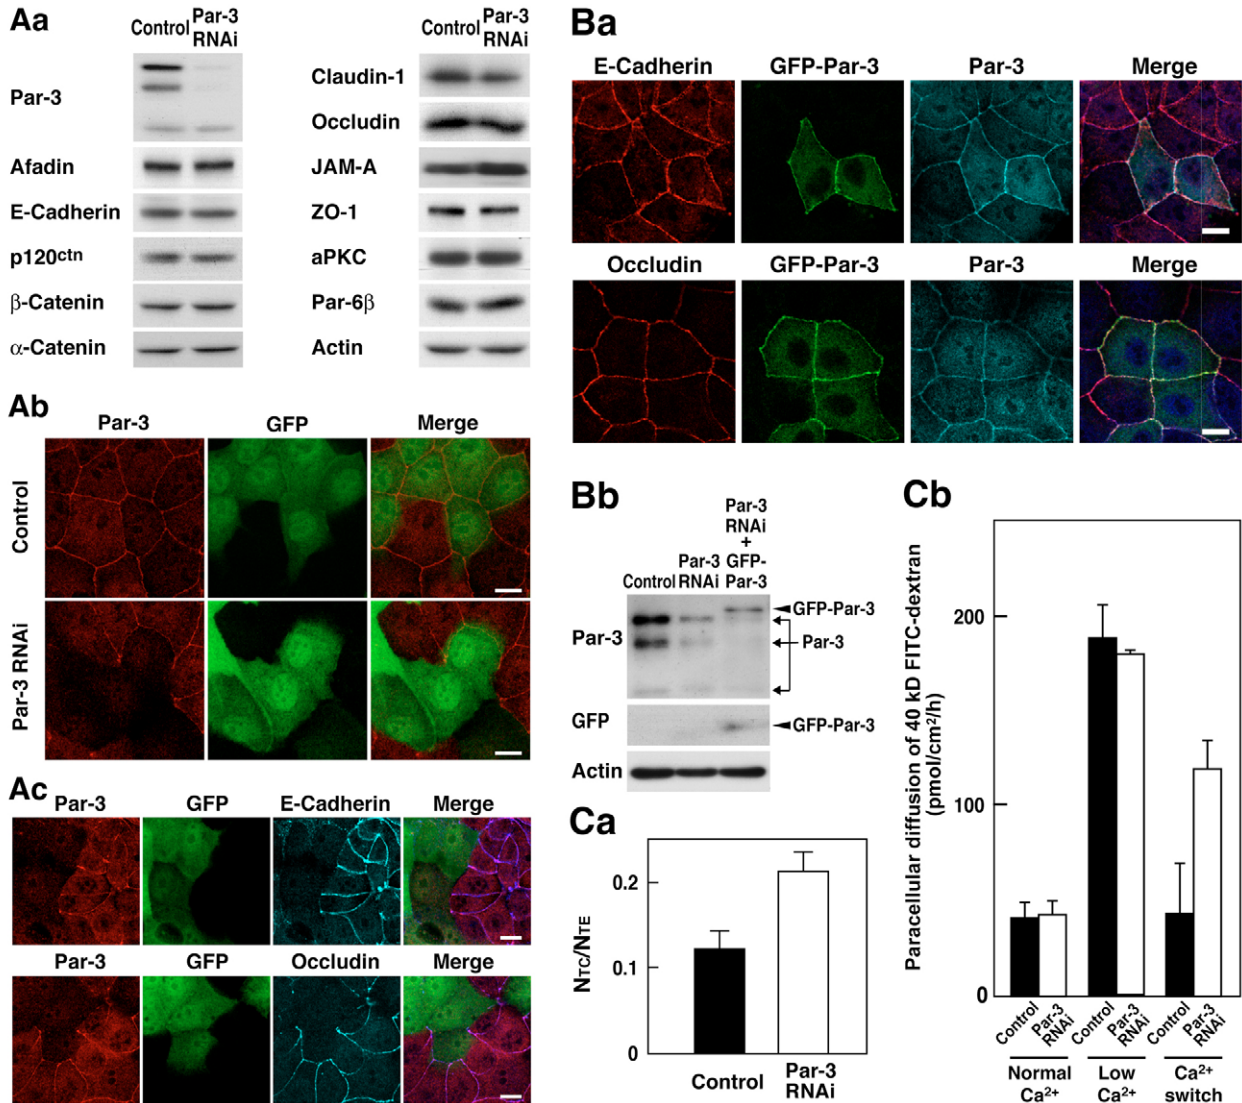 Aa
Control
Par-3
RNAi
Par-3
Afadin
E-Cadherin
p120ctn
β-Catenin
α-Catenin
Control
Par-3
RNAi
Claudin-1
Occludin
JAM-A
ZO-1
aPKC
Par-6β
Actin
Ab
Par-3
GFP
Merge
Control
Par-3 RNAi
Ac
Par-3
GFP
E-Cadherin
Merge
Par-3
GFP
Occludin
Merge
Ba
E-Cadherin
GFP-Par-3
Par-3
Merge
Occludin
GFP-Par-3
Par-3
Merge
Bb
Control
Par-3
RNAi
Par-3
RNAi
+
GFP-
Par-3
Par-3
GFP-Par-3
Par-3
GFP
GFP-Par-3
Actin
Ca
NTC/NTE
0.2
0.1
0
Control
Par-3
RNAi
Cb
Paracellular diffusion of 40 kD FITC-dextran
(pmol/cm²/h)
200
100
0
Control
Par-3
RNAi
Control
Par-3
RNAi
Control
Par-3
RNAi
Normal
Ca²⁺
Low
Ca²⁺
Ca²⁺
switch